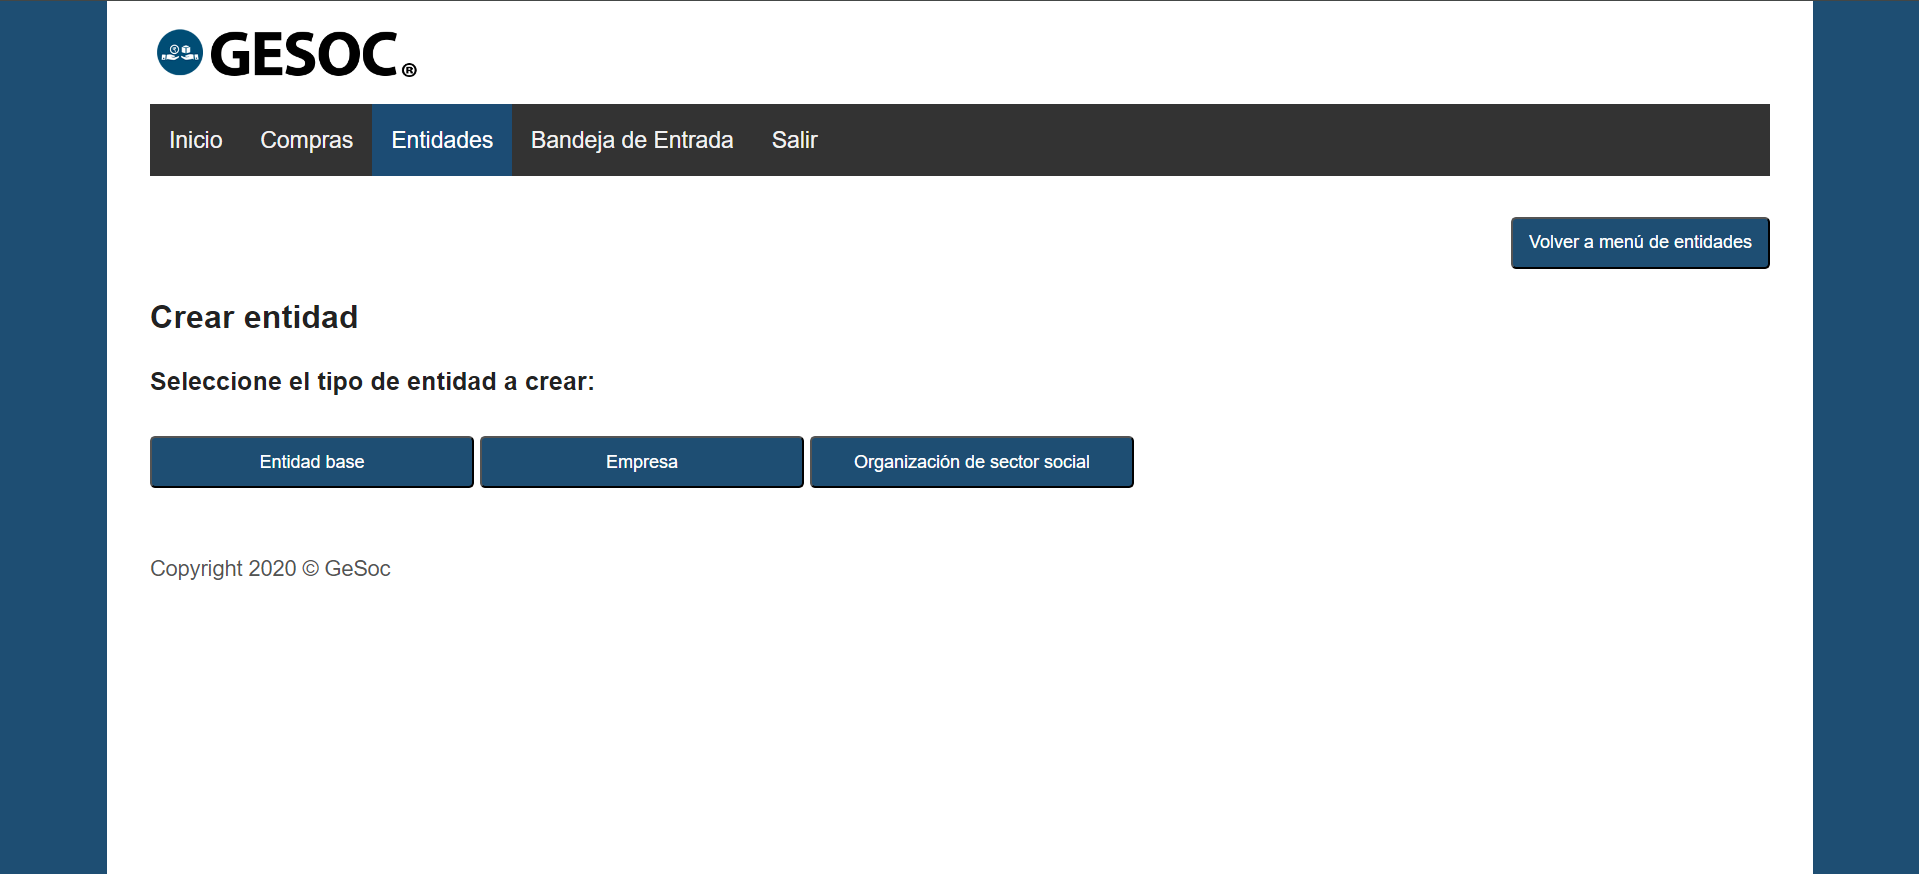 GESOC®
Inicio Compras Entidades Bandeja de Entrada Salir
Volver a menú de entidades
Crear entidad
Seleccione el tipo de entidad a crear:
Entidad base Empresa Organización de sector social
Copyright 2020 © GeSoc